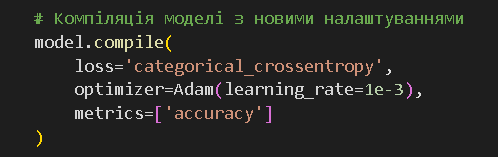 # Компіляція моделі з новими налаштуваннями
model.compile(
    loss='categorical_crossentropy',
    optimizer=Adam(learning_rate=1e-3),
    metrics=['accuracy']
)